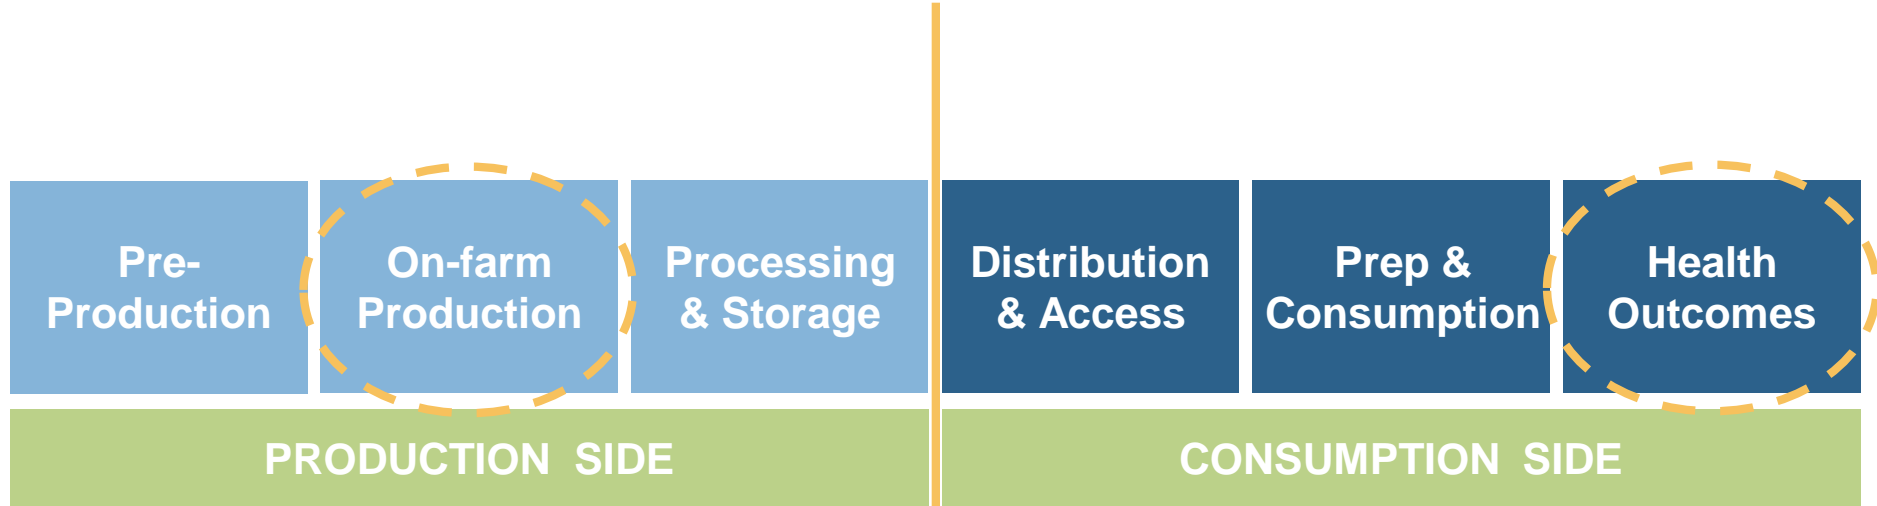 Pre-
Production
On-farm
Production
Processing
& Storage
Distribution
& Access
Prep &
Consumption
Health
Outcomes
PRODUCTION SIDE
CONSUMPTION SIDE